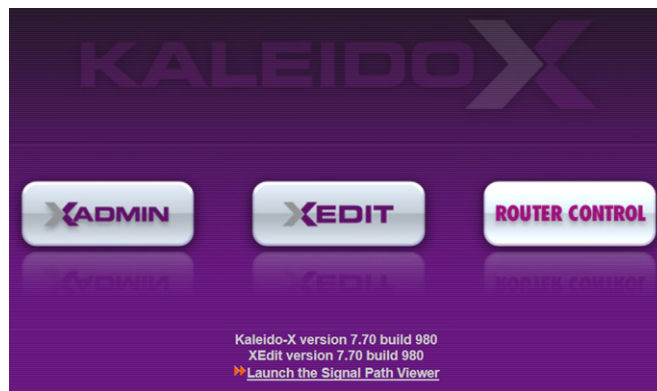 KALEIDO X
XADMIN
XEDIT
ROUTER CONTROL
Kaleido-X version 7.70 build 980
XEdit version 7.70 build 980
Launch the Signal Path Viewer